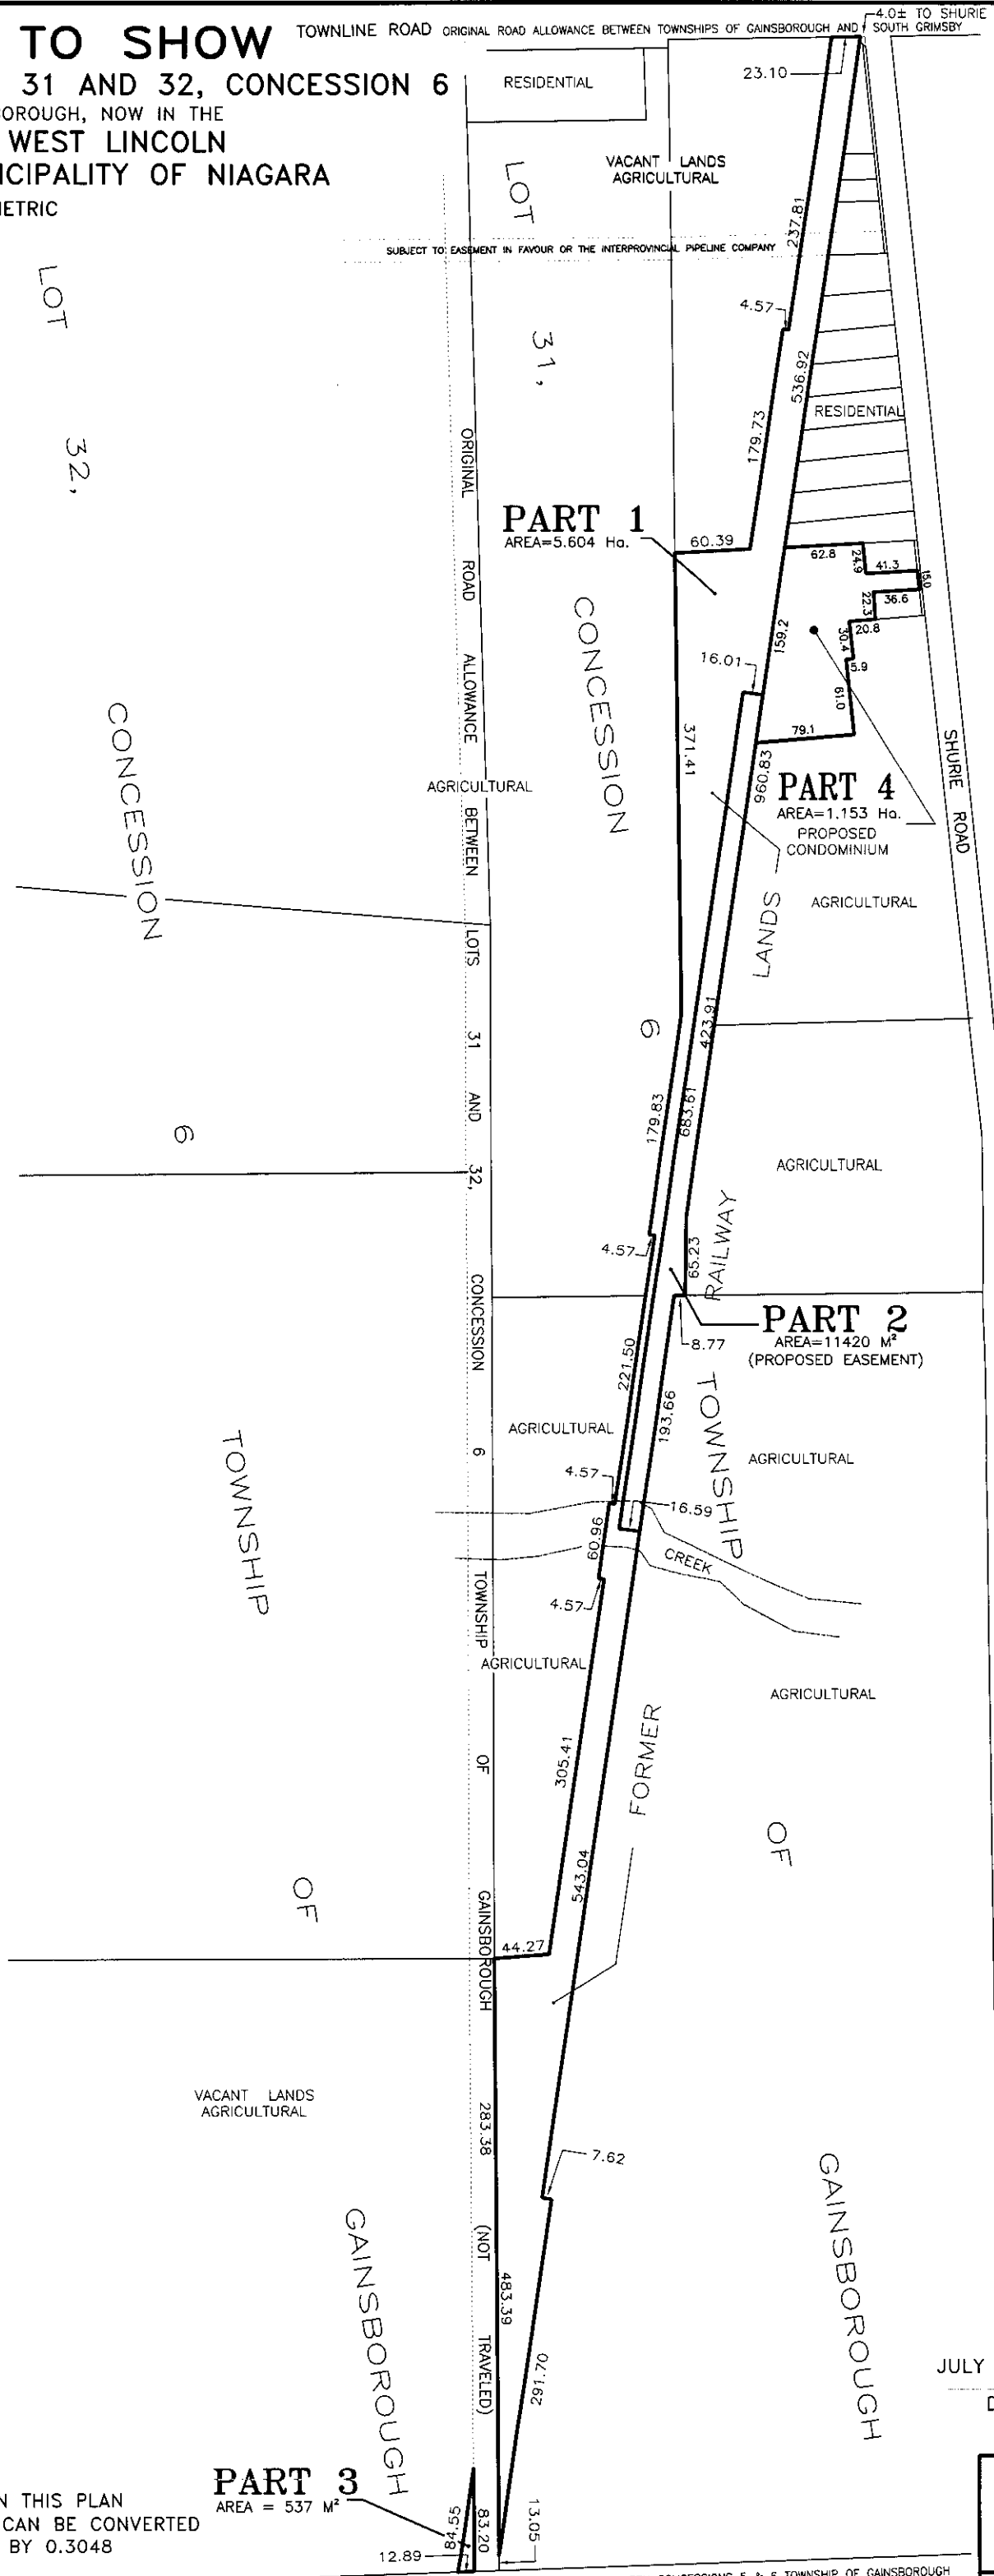 TO SHOW
31 AND 32, CONCESSION 6
OROUGH, NOW IN THE
WEST LINCOLN
ICIPALITY OF NIAGARA
METRIC
TOWNLINE ROAD ORIGINAL ROAD ALLOWANCE BETWEEN TOWNSHIPS OF GAINSBOROUGH AND SOUTH GRIMSBY
4.0± TO SHURIE
23.10
RESIDENTIAL
VACANT LANDS
AGRICULTURAL
237.81
SUBJECT TO EASEMENT IN FAVOUR OR THE INTERPROVINCIAL PIPELINE COMPANY
LOT 31, CONCESSION 6
LOT 32, CONCESSION 6
4.57
536.92
179.73
RESIDENTIAL
PART 1
AREA=5.604 Ha.
60.39
62.8
24.9
41.3
15.0
36.6
22.3
20.8
30.4
5.9
61.0
159.2
16.01
79.1
371.41
960.83
PART 4
AREA=1.153 Ha.
PROPOSED
CONDOMINIUM
SHURIE ROAD
AGRICULTURAL
AGRICULTURAL
ORIGINAL ROAD ALLOWANCE BETWEEN LOTS 31 AND 32, CONCESSION 6 TOWNSHIP OF GAINSBOROUGH (NOT TRAVELED)
423.91
683.61
179.83
AGRICULTURAL
4.57
65.23
FORMER RAILWAY LANDS
PART 2
AREA=11420 M²
(PROPOSED EASEMENT)
8.77
221.50
193.66
AGRICULTURAL
AGRICULTURAL
4.57
16.59
60.96
CREEK
4.57
AGRICULTURAL
AGRICULTURAL
305.41
543.04
TOWNSHIP OF GAINSBOROUGH
TOWNSHIP OF GAINSBOROUGH
44.27
VACANT LANDS
AGRICULTURAL
283.38
7.62
483.39
291.70
JULY
PART 3
AREA = 537 M²
84.55
83.20
12.89
13.05
N THIS PLAN
CAN BE CONVERTED
BY 0.3048
CONCESSIONS 5 & 6 TOWNSHIP OF GAINSBOROUGH